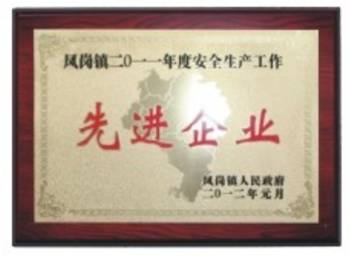 凤岗镇二〇一一年度安全生产工作
先进企业
凤岗镇人民政府
二〇一二年元月